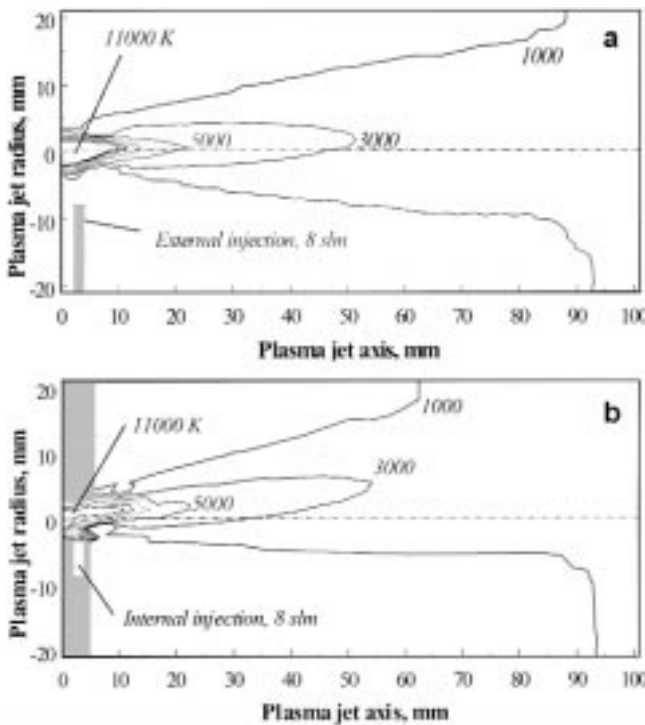 20
11000 K
a
1000
10
5000
3000
0
Plasma jet radius, mm
-10
External injection, 8 slm
-20
0 10 20 30 40 50 60 70 80 90 100
Plasma jet axis, mm
20
11000 K
b
1000
10
3000
5000
0
Plasma jet radius, mm
-10
Internal injection, 8 slm
-20
0 10 20 30 40 50 60 70 80 90 100
Plasma jet axis, mm